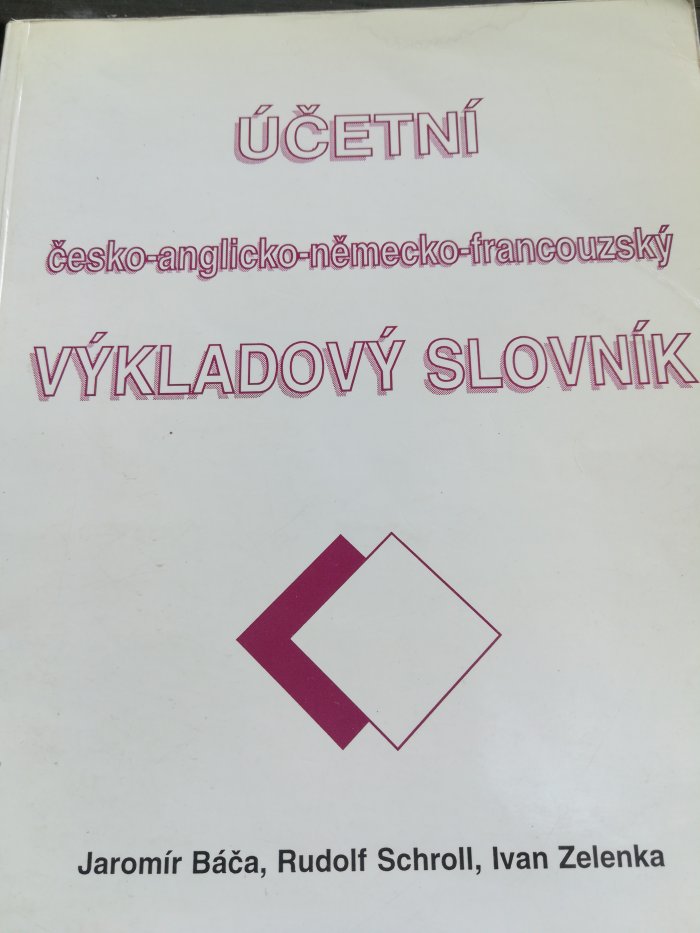 ÚČETNÍ
česko-anglicko-německo-francouzský
VÝKLADOVÝ SLOVNÍK
Jaromír Báča, Rudolf Schroll, Ivan Zelenka